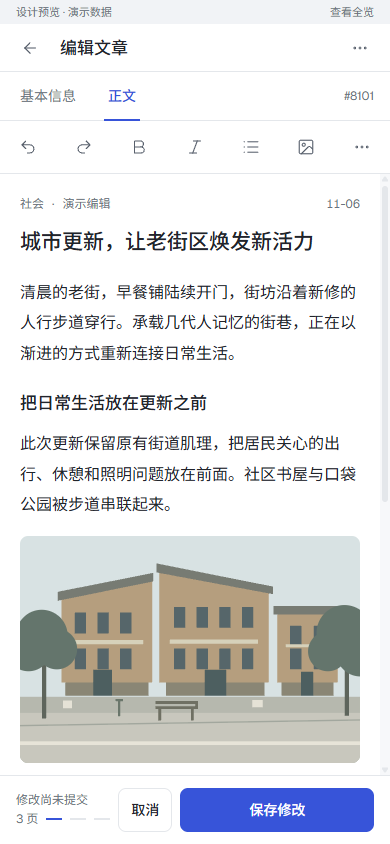 设计预览 · 演示数据 查看全览
编辑文章
基本信息 正文 #8101
社会 · 演示编辑 11-06
城市更新，让老街区焕发新活力
清晨的老街，早餐铺陆续开门，街坊沿着新修的
人行步道穿行。承载几代人记忆的街巷，正在以
渐进的方式重新连接日常生活。
把日常生活放在更新之前
此次更新保留原有街道肌理，把居民关心的出
行、休憩和照明问题放在前面。社区书屋与口袋
公园被步道串联起来。
修改尚未提交
3 页
取消
保存修改